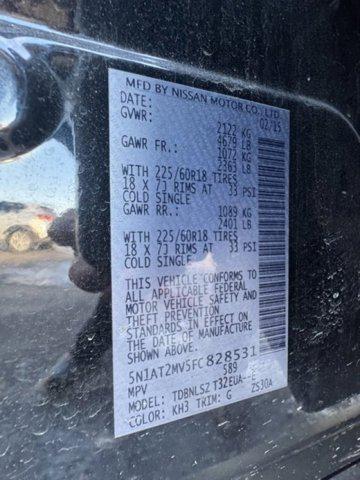 MFD BY NISSAN MOTOR CO., LTD.
DATE: 02/15
GVWR: 2122 KG
4679 LB
GAWR FR.: 1072 KG
2363 LB
WITH 225/60R18 TIRES
18 X 7J RIMS AT 33 PSI
COLD SINGLE
GAWR RR.: 1089 KG
2401 LB
WITH 225/60R18 TIRES
18 X 7J RIMS AT 33 PSI
COLD SINGLE
THIS VEHICLE CONFORMS TO
ALL APPLICABLE FEDERAL
MOTOR VEHICLE SAFETY AND
THEFT PREVENTION
STANDARDS IN EFFECT ON
THE DATE OF MANUFACTURE
SHOWN ABOVE.
5N1AT2MV5FC828531
MPV 589
MODEL: TDBNLSZ T32EUA
COLOR: KH3 TRIM: G ZS30A